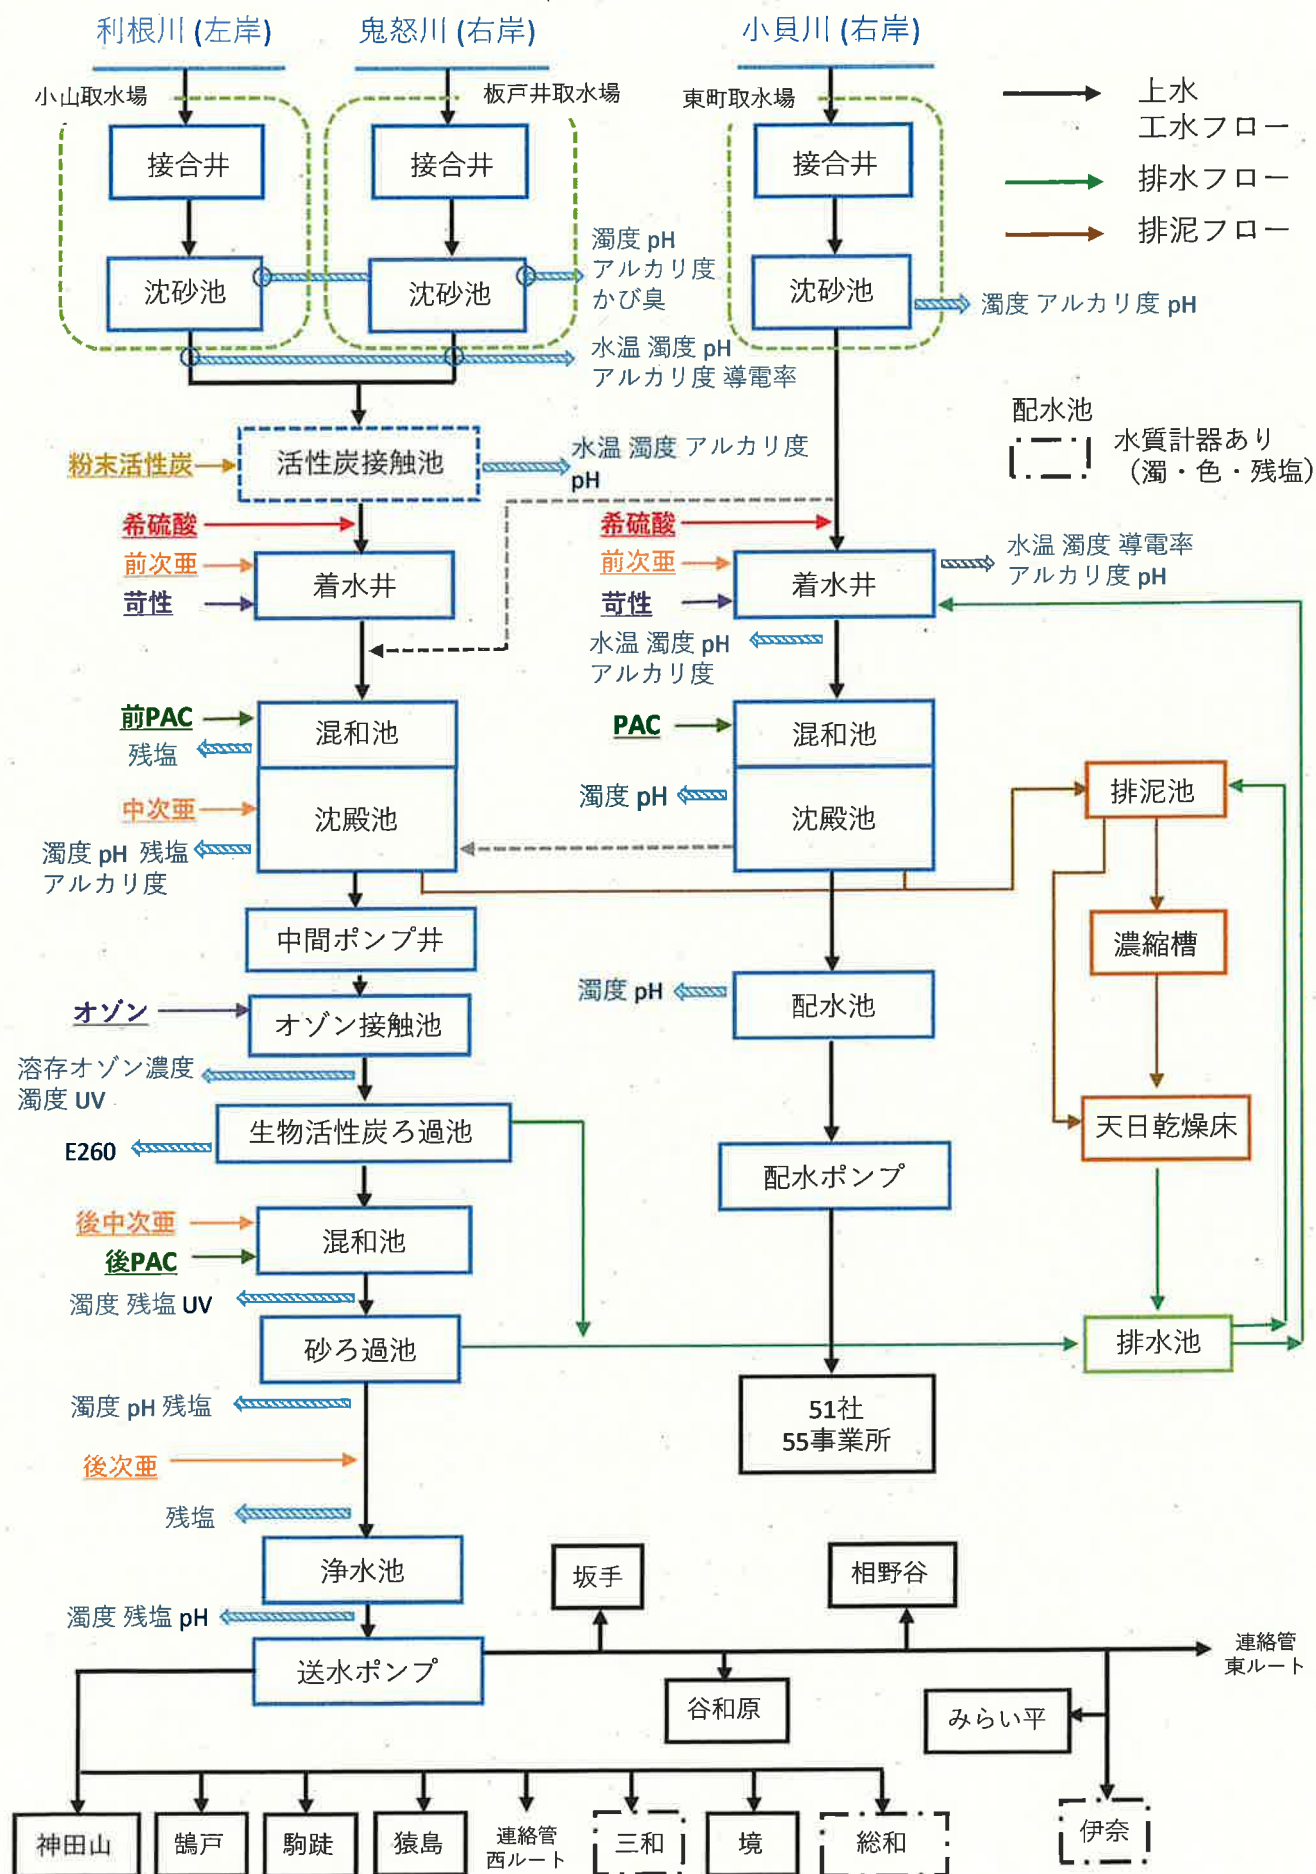 利根川 (左岸)
鬼怒川 (右岸)
小貝川 (右岸)
小山取水場
板戸井取水場
東町取水場
上水
工水フロー
排水フロー
排泥フロー
接合井
接合井
接合井
沈砂池
沈砂池
沈砂池
濁度 pH
アルカリ度
かび臭
濁度 アルカリ度 pH
水温 濁度 pH
アルカリ度 導電率
配水池
水質計器あり
(濁・色・残塩)
粉末活性炭
活性炭接触池
水温 濁度 アルカリ度
pH
希硫酸
希硫酸
前次亜
前次亜
苛性
苛性
着水井
着水井
水温 濁度 導電率
アルカリ度 pH
水温 濁度 pH
アルカリ度
前PAC
残塩
混和池
PAC
混和池
中次亜
沈殿池
濁度 pH
沈殿池
排泥池
濁度 pH 残塩
アルカリ度
中間ポンプ井
濃縮槽
オゾン
オゾン接触池
濁度 pH
配水池
溶存オゾン濃度
濁度 UV
E260
生物活性炭ろ過池
配水ポンプ
天日乾燥床
後中次亜
後PAC
混和池
濁度 残塩 UV
砂ろ過池
排水池
濁度 pH 残塩
51社
55事業所
後次亜
残塩
浄水池
坂手
相野谷
濁度 残塩 pH
送水ポンプ
連絡管
東ルート
谷和原
みらい平
神田山
鵠戸
駒跿
猿島
連絡管
西ルート
三和
境
総和
伊奈